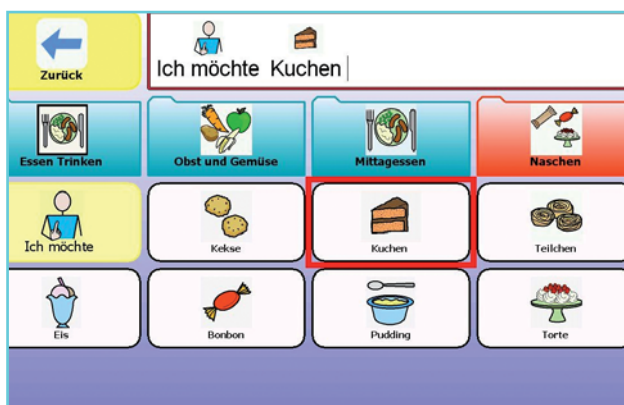 Zurück
Ich möchte Kuchen
Essen Trinken
Obst und Gemüse
Mittagessen
Naschen
Ich möchte
Kekse
Kuchen
Teilchen
Eis
Bonbon
Pudding
Torte